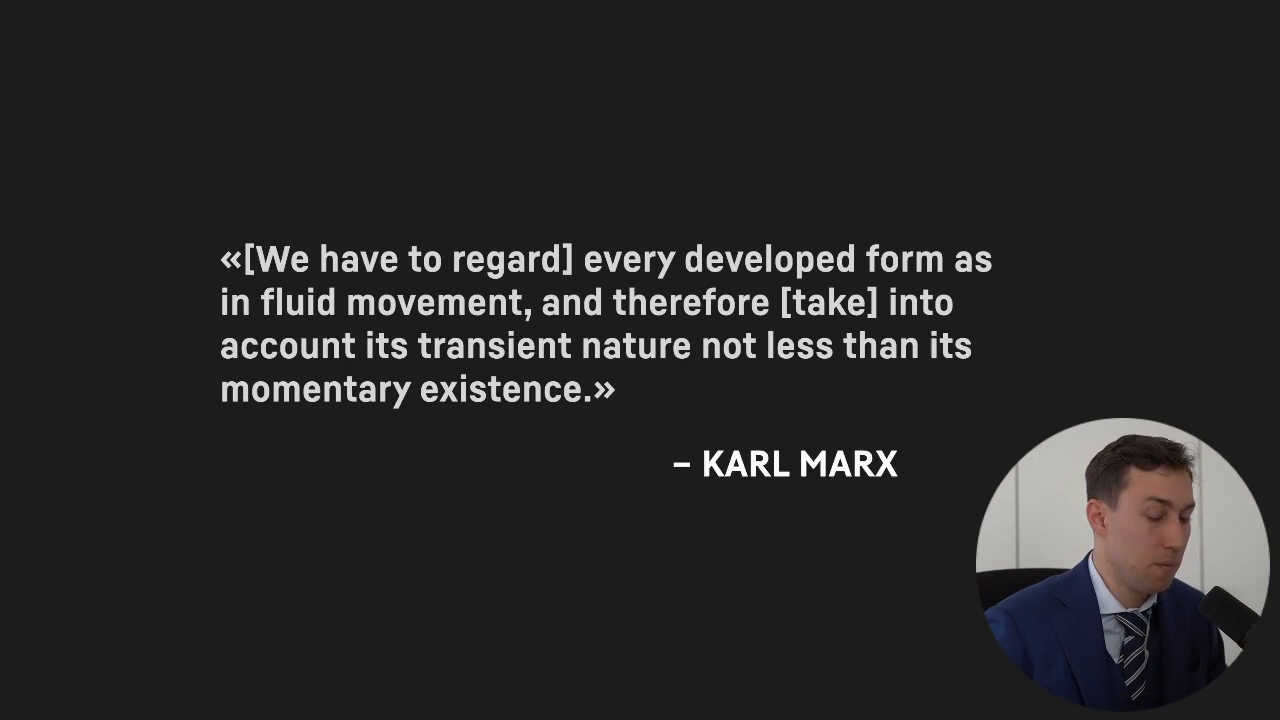 «[We have to regard] every developed form as
in fluid movement, and therefore [take] into
account its transient nature not less than its
momentary existence.»
– KARL MARX